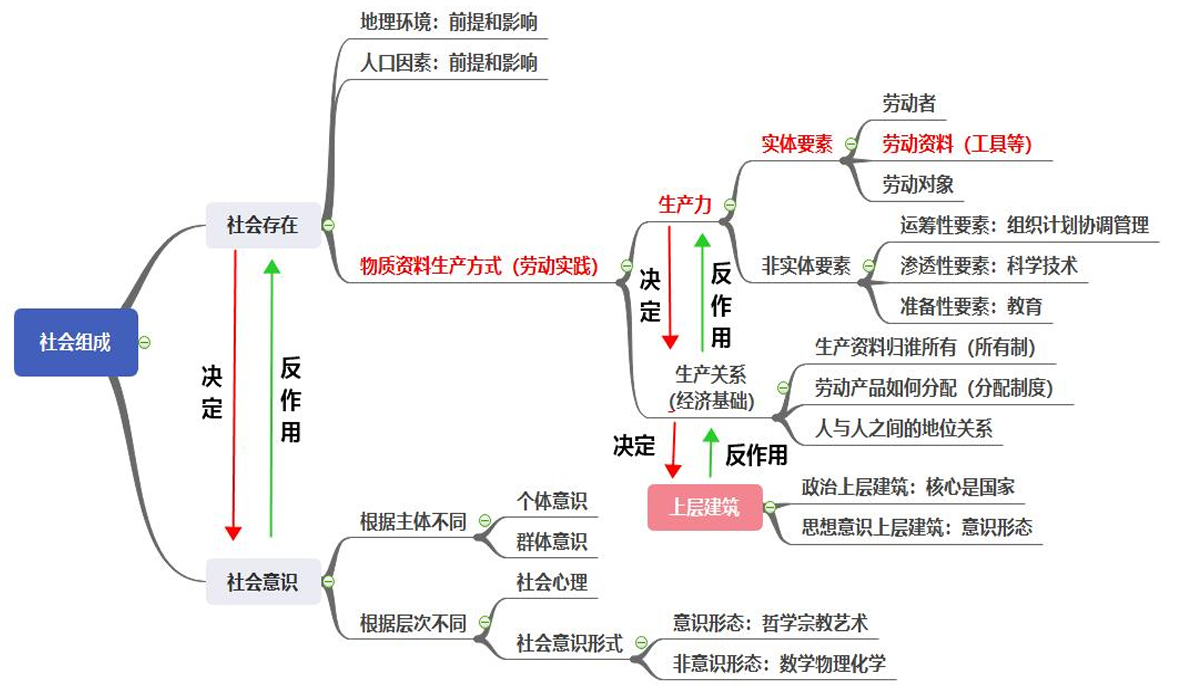 社会组成
社会存在
地理环境：前提和影响
人口因素：前提和影响
物质资料生产方式（劳动实践）
生产力
实体要素
劳动者
劳动资料（工具等）
劳动对象
非实体要素
运筹性要素：组织计划协调管理
渗透性要素：科学技术
准备性要素：教育
决定
反作用
生产关系
（经济基础）
生产资料归谁所有（所有制）
劳动产品如何分配（分配制度）
人与人之间的地位关系
决定
反作用
上层建筑
政治上层建筑：核心是国家
思想意识上层建筑：意识形态
决定
反作用
社会意识
根据主体不同
个体意识
群体意识
根据层次不同
社会心理
社会意识形式
意识形态：哲学宗教艺术
非意识形态：数学物理化学